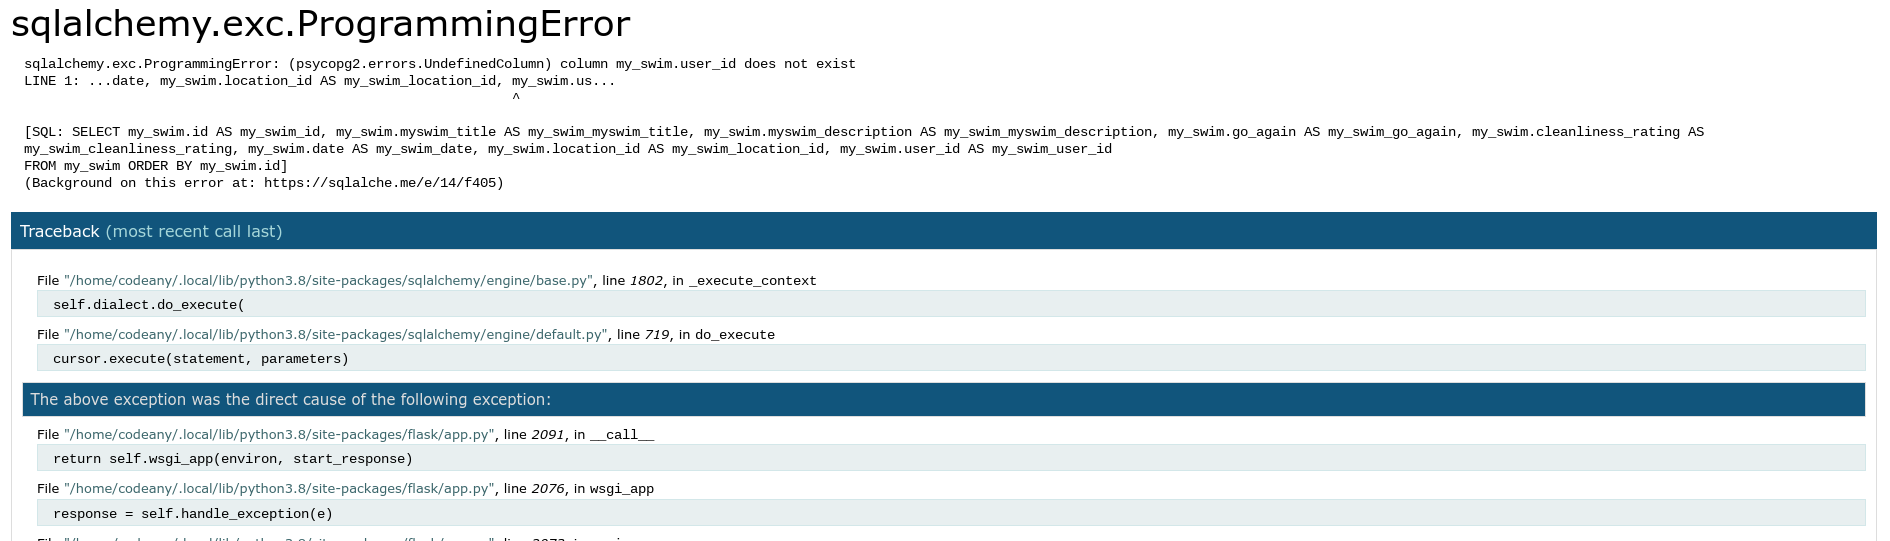 sqlalchemy.exc.ProgrammingError
sqlalchemy.exc.ProgrammingError: (psycopg2.errors.UndefinedColumn) column my_swim.user_id does not exist
LINE 1: ...date, my_swim.location_id AS my_swim_location_id, my_swim.us...
^
[SQL: SELECT my_swim.id AS my_swim_id, my_swim.myswim_title AS my_swim_myswim_title, my_swim.myswim_description AS my_swim_myswim_description, my_swim.go_again AS my_swim_go_again, my_swim.cleanliness_rating AS
my_swim_cleanliness_rating, my_swim.date AS my_swim_date, my_swim.location_id AS my_swim_location_id, my_swim.user_id AS my_swim_user_id
FROM my_swim ORDER BY my_swim.id]
(Background on this error at: https://sqlalche.me/e/14/f405)
Traceback (most recent call last)
File "/home/codeany/.local/lib/python3.8/site-packages/sqlalchemy/engine/base.py", line 1802, in _execute_context
self.dialect.do_execute(
File "/home/codeany/.local/lib/python3.8/site-packages/sqlalchemy/engine/default.py", line 719, in do_execute
cursor.execute(statement, parameters)
The above exception was the direct cause of the following exception:
File "/home/codeany/.local/lib/python3.8/site-packages/flask/app.py", line 2091, in __call__
return self.wsgi_app(environ, start_response)
File "/home/codeany/.local/lib/python3.8/site-packages/flask/app.py", line 2076, in wsgi_app
response = self.handle_exception(e)